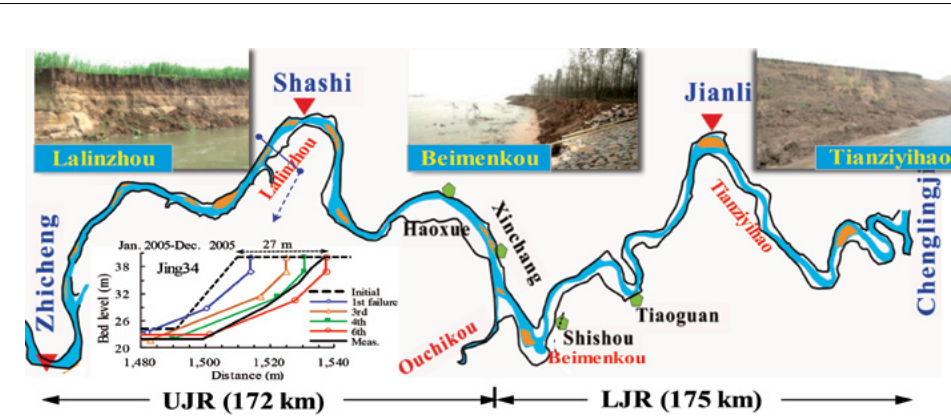 Shashi
Jianli
Lalinzhou
Beimenkou
Tianziyihao
Lalinzhou
Tianziyihao
Chenglingji
Zhicheng
Haoxue
Xinchang
Jan. 2005-Dec. 2005
27 m
Jing34
Bed level (m)
38
32
26
20
1,480
1,500
1,520
1,540
Distance (m)
Initial
1st failure
3rd
4th
6th
Meas.
Ouchikou
Tiaoguan
Shishou
Beimenkou
UJR (172 km)
LJR (175 km)